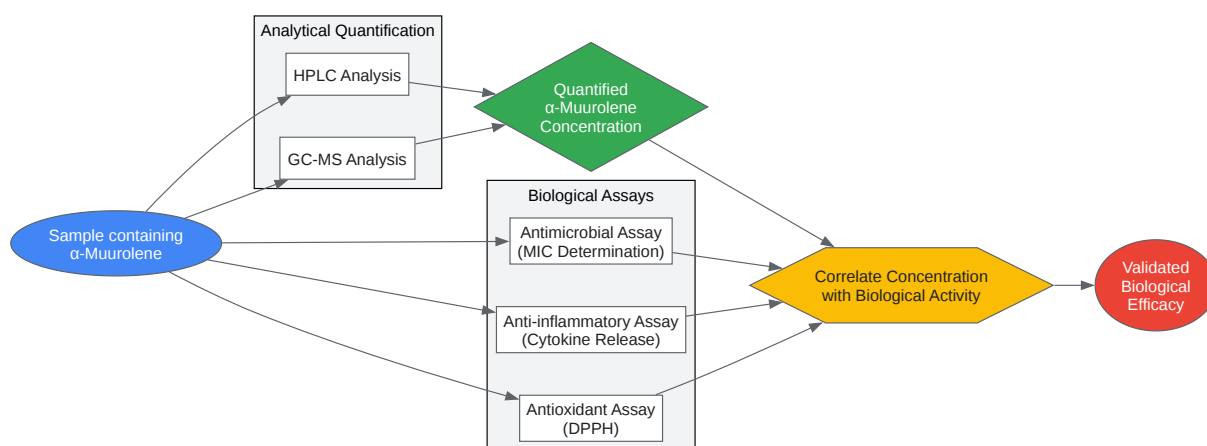 Analytical Quantification
HPLC Analysis
GC-MS Analysis
Quantified
α-Muurolene
Concentration
Sample containing
α-Muurolene
Biological Assays
Antimicrobial Assay
(MIC Determination)
Anti-inflammatory Assay
(Cytokine Release)
Antioxidant Assay
(DPPH)
Correlate Concentration
with Biological Activity
Validated
Biological
Efficacy